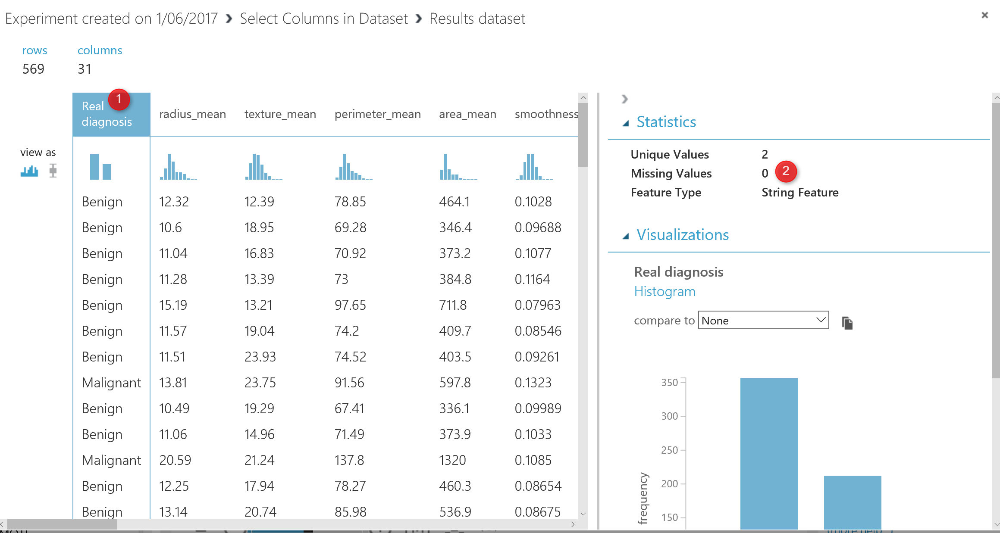 Experiment created on 1/06/2017 › Select Columns in Dataset › Results dataset
rows columns
569 31
Real diagnosis 1 radius_mean texture_mean perimeter_mean area_mean smoothness
view as
Benign 12.32 12.39 78.85 464.1 0.1028
Benign 10.6 18.95 69.28 346.4 0.09688
Benign 11.04 16.83 70.92 373.2 0.1077
Benign 11.28 13.39 73 384.8 0.1164
Benign 15.19 13.21 97.65 711.8 0.07963
Benign 11.57 19.04 74.2 409.7 0.08546
Benign 11.51 23.93 74.52 403.5 0.09261
Malignant 13.81 23.75 91.56 597.8 0.1323
Benign 10.49 19.29 67.41 336.1 0.09989
Benign 11.06 14.96 71.49 373.9 0.1033
Malignant 20.59 21.24 137.8 1320 0.1085
Benign 12.25 17.94 78.27 460.3 0.08654
Benign 13.14 20.74 85.98 536.9 0.08675
Statistics
Unique Values 2
Missing Values 0 2
Feature Type String Feature
Visualizations
Real diagnosis
Histogram
compare to None
350
300
250
200
150
frequency